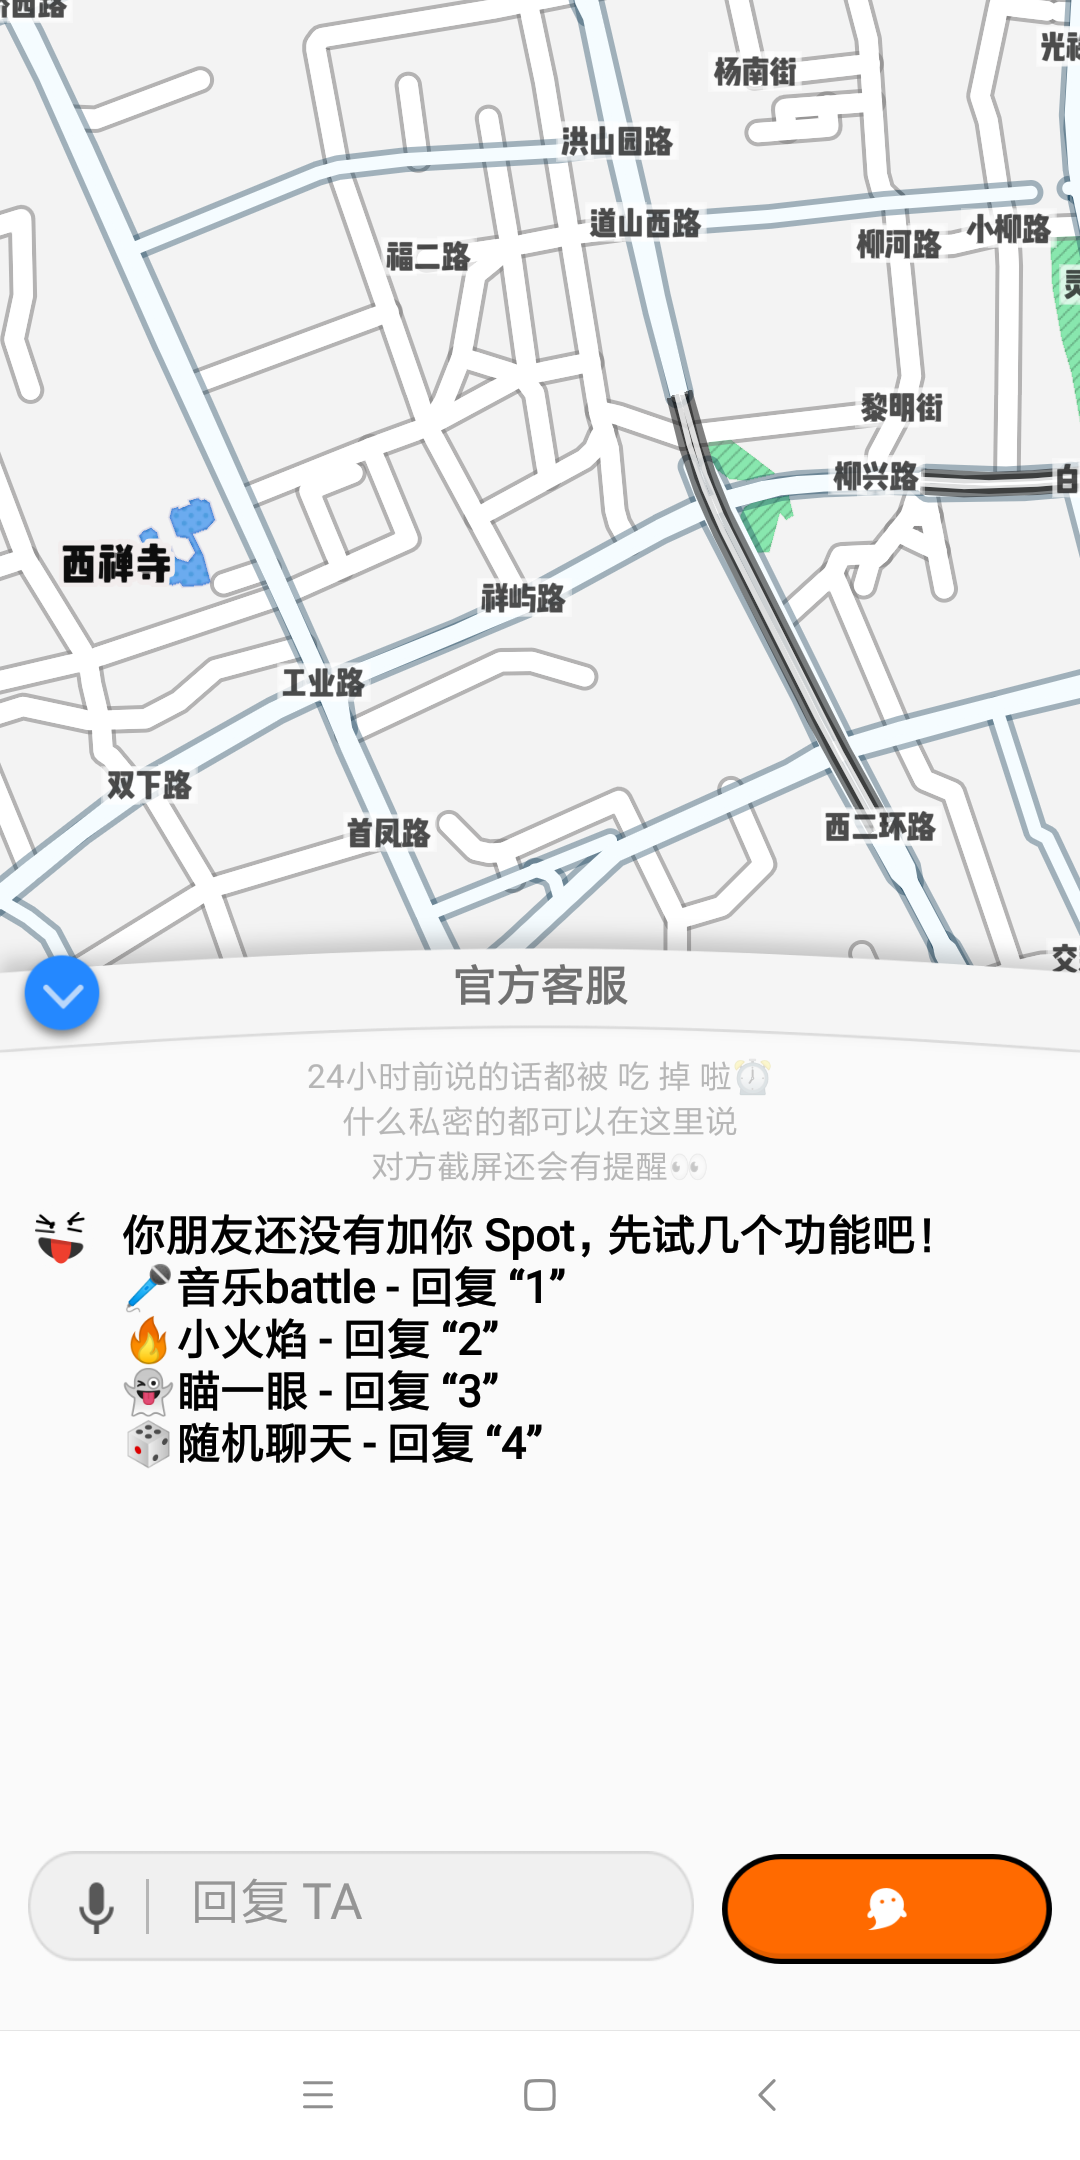 西路
杨南街
洪山园路
道山西路
福二路
柳河路
小柳路
黎明街
柳兴路
白
西禅寺
祥屿路
工业路
双下路
首凤路
西二环路
官方客服
24小时前说的话都被 吃 掉 啦⏰
什么私密的都可以在这里说
对方截屏还会有提醒👀
你朋友还没有加你 Spot，先试几个功能吧！
🎤音乐battle - 回复 “1”
🔥小火焰 - 回复 “2”
👻瞄一眼 - 回复 “3”
🎲随机聊天 - 回复 “4”
回复 TA